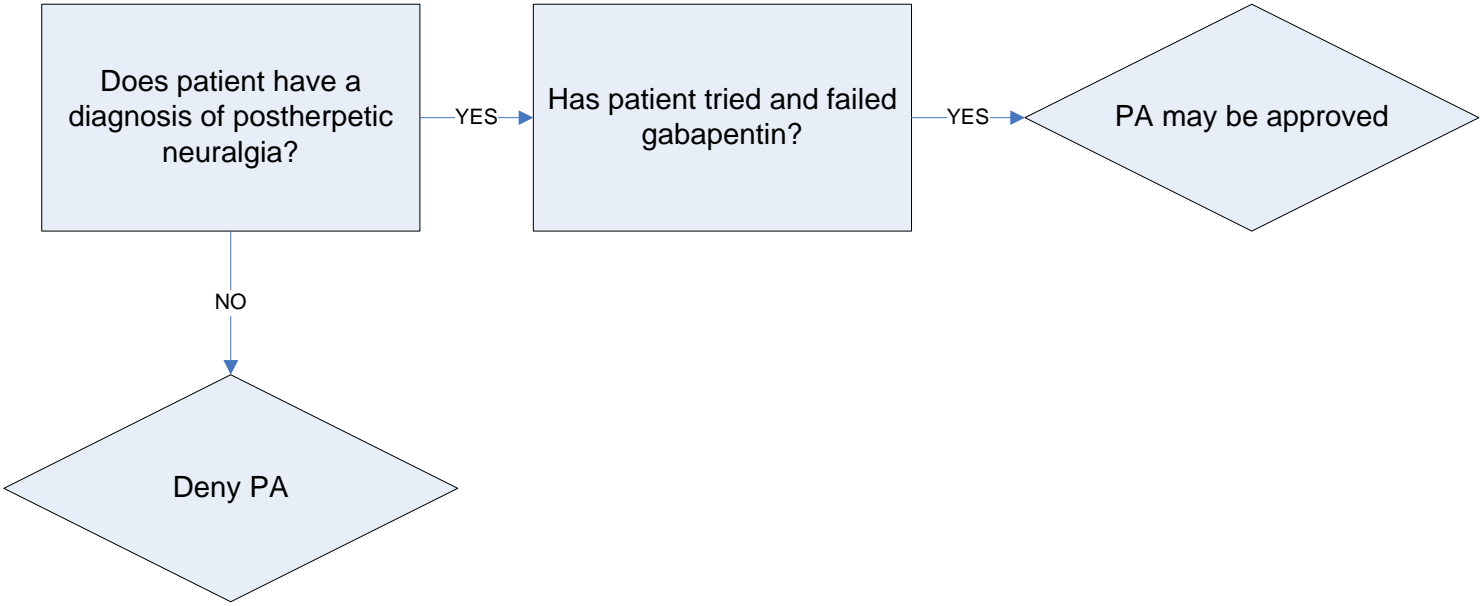 Does patient have a
diagnosis of postherpetic
neuralgia?
YES
Has patient tried and failed
gabapentin?
YES
PA may be approved
NO
Deny PA